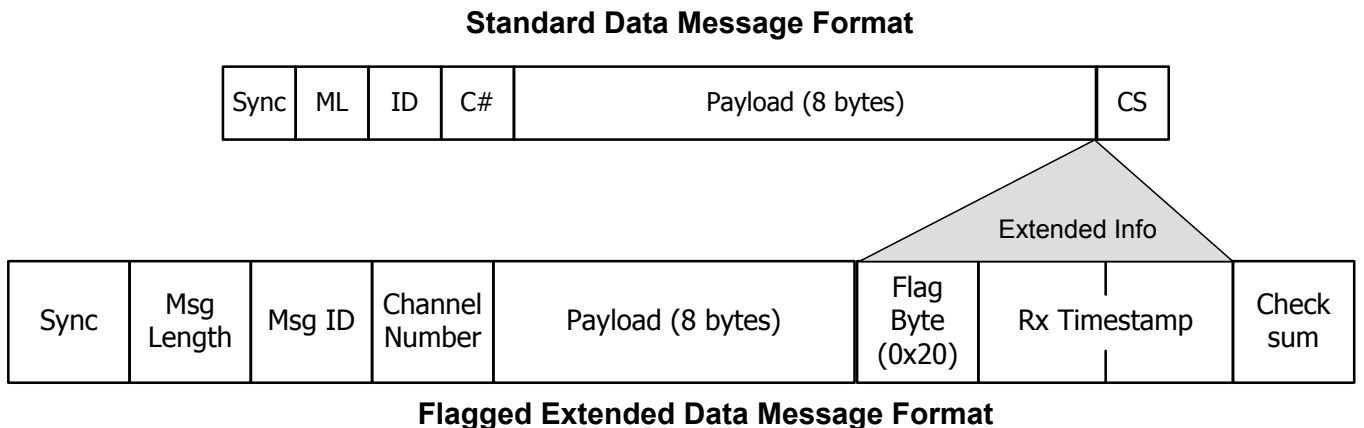 Standard Data Message Format
Sync ML ID C# Payload (8 bytes) CS
Extended Info
Sync
Msg
Length
Msg ID
Channel
Number
Payload (8 bytes)
Flag
Byte
(0x20)
Rx Timestamp
Check
sum
Flagged Extended Data Message Format